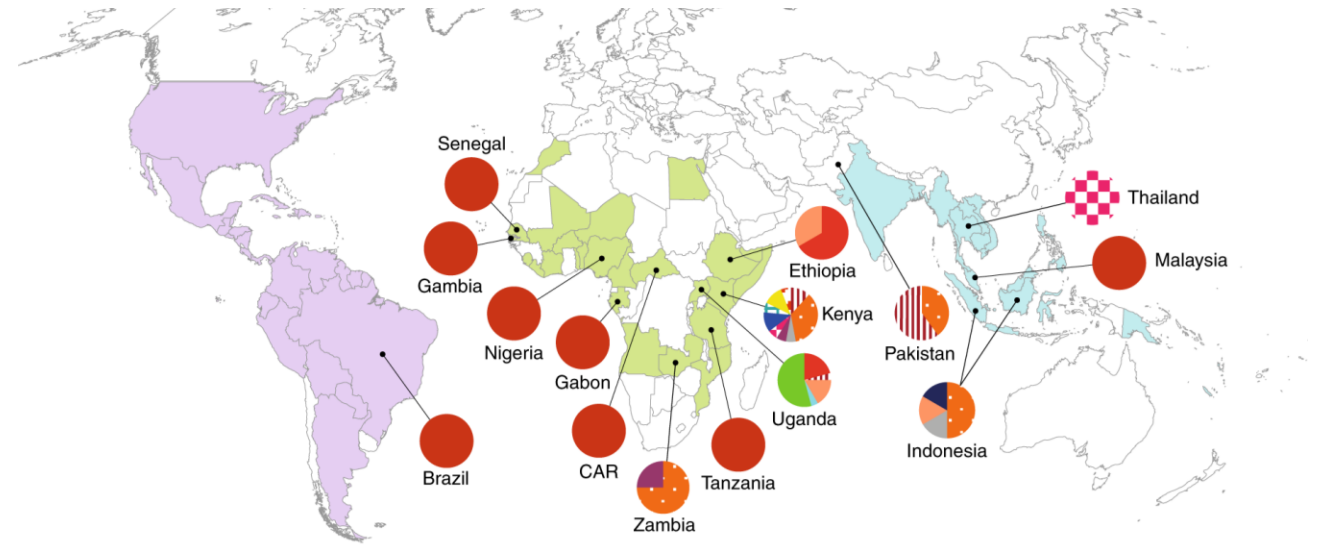 Senegal
Thailand
Malaysia
Ethiopia
Gambia
Kenya
Nigeria
Pakistan
Gabon
Uganda
Indonesia
CAR
Brazil
Tanzania
Zambia